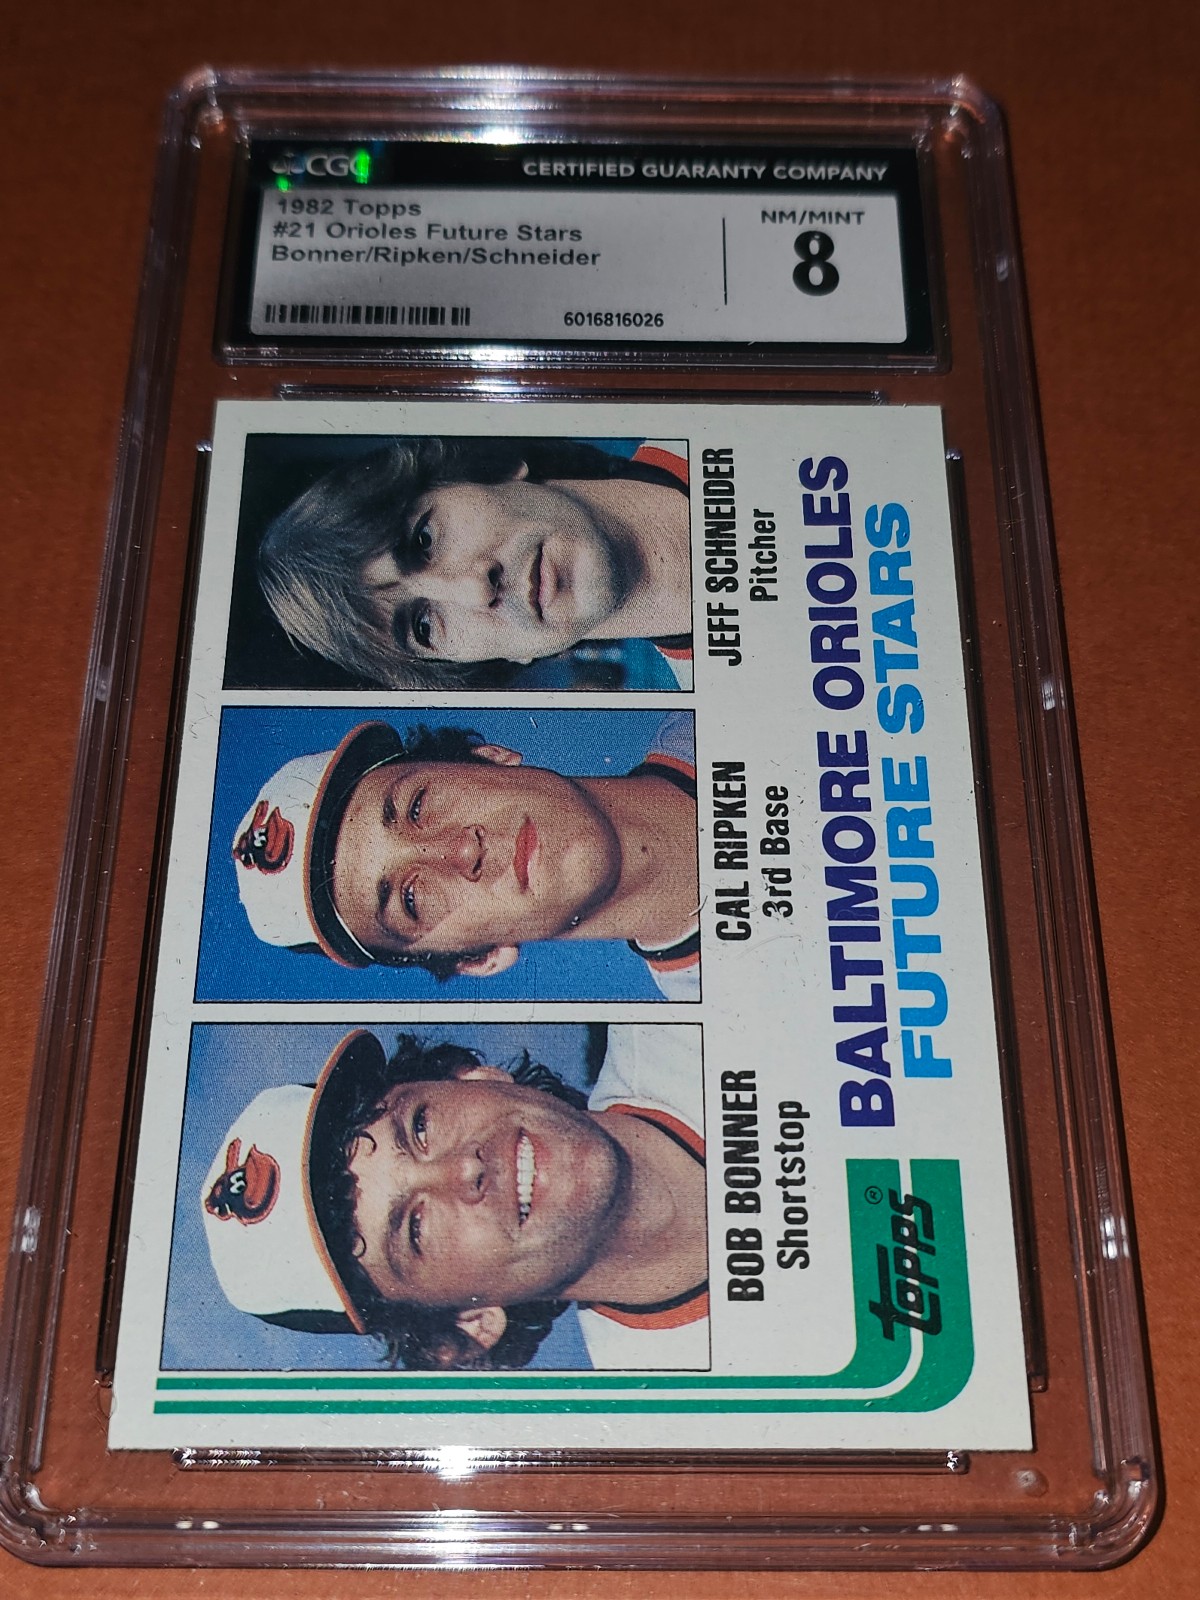 CGC
CERTIFIED GUARANTY COMPANY
1982 Topps
#21 Orioles Future Stars
Bonner/Ripken/Schneider
NM/MINT
8
6016816026
BOB BONNER
Shortstop
CAL RIPKEN
3rd Base
JEFF SCHNEIDER
Pitcher
topps®
BALTIMORE ORIOLES
FUTURE STARS